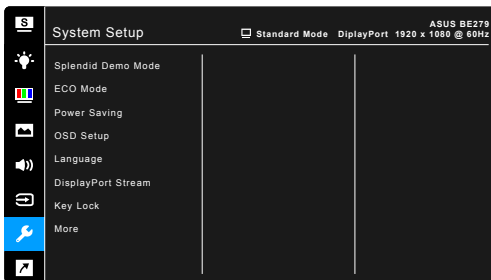 S
System Setup
ASUS BE279
Standard Mode DiplayPort 1920 x 1080 @ 60Hz
Splendid Demo Mode
ECO Mode
Power Saving
OSD Setup
Language
DisplayPort Stream
Key Lock
More